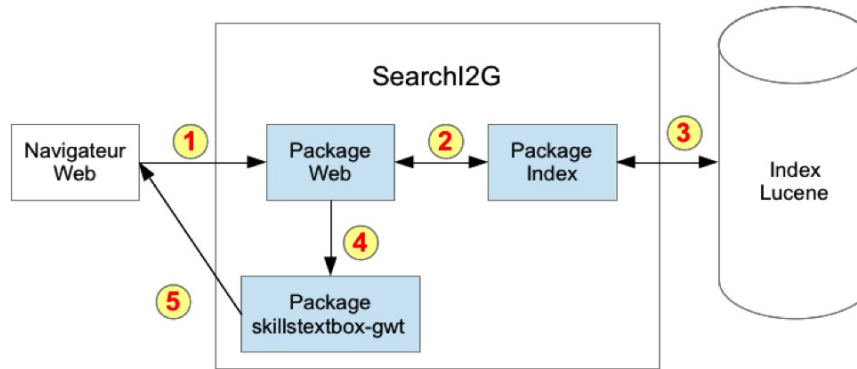 SearchI2G
Navigateur
Web
1
Package
Web
2
Package
Index
3
Index
Lucene
4
5
Package
skillstextbox-gwt